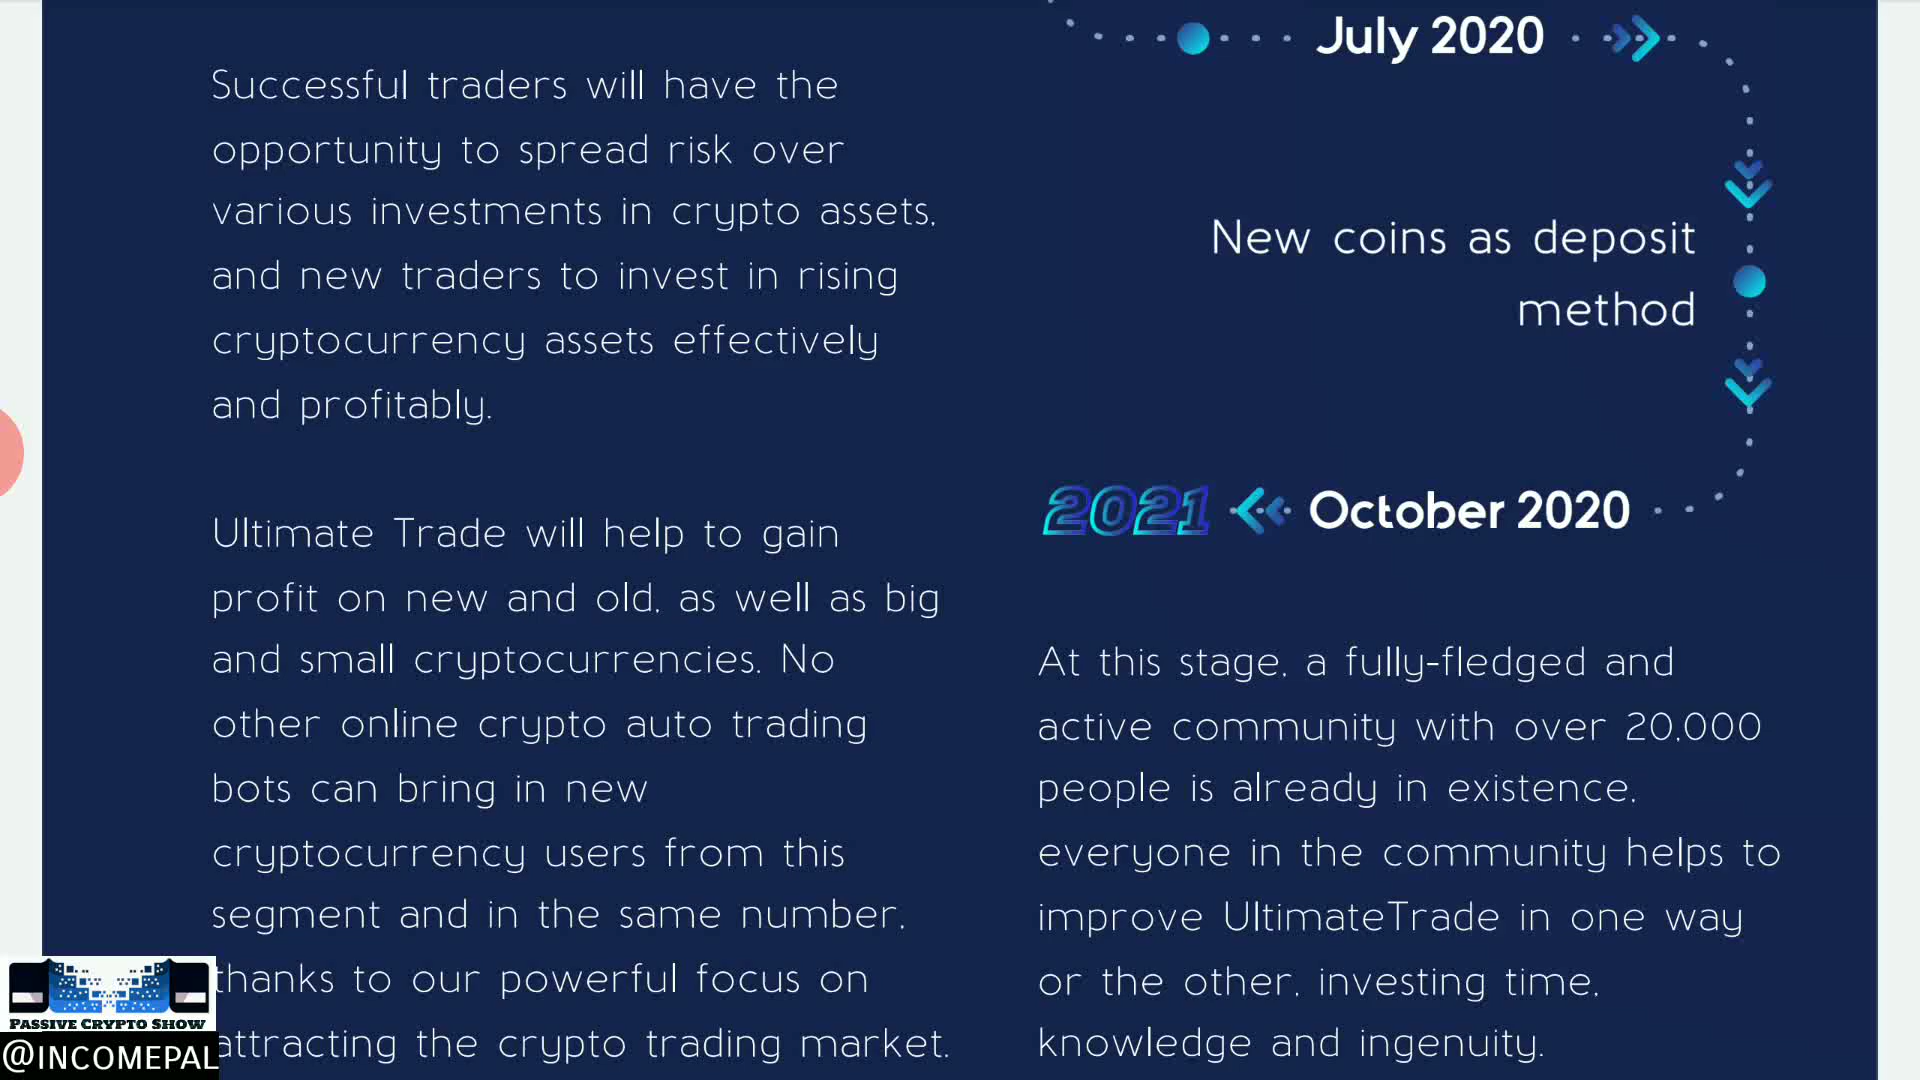 Successful traders will have the
opportunity to spread risk over
various investments in crypto assets,
and new traders to invest in rising
cryptocurrency assets effectively
and profitably.
Ultimate Trade will help to gain
profit on new and old, as well as big
and small cryptocurrencies. No
other online crypto auto trading
bots can bring in new
cryptocurrency users from this
segment and in the same number,
thanks to our powerful focus on
attracting the crypto trading market.
July 2020
New coins as deposit
method
2021
October 2020
At this stage, a fully-fledged and
active community with over 20,000
people is already in existence,
everyone in the community helps to
improve UltimateTrade in one way
or the other, investing time,
knowledge and ingenuity.
PASSIVE CRYPTO SHOW
@INCOMEPAL